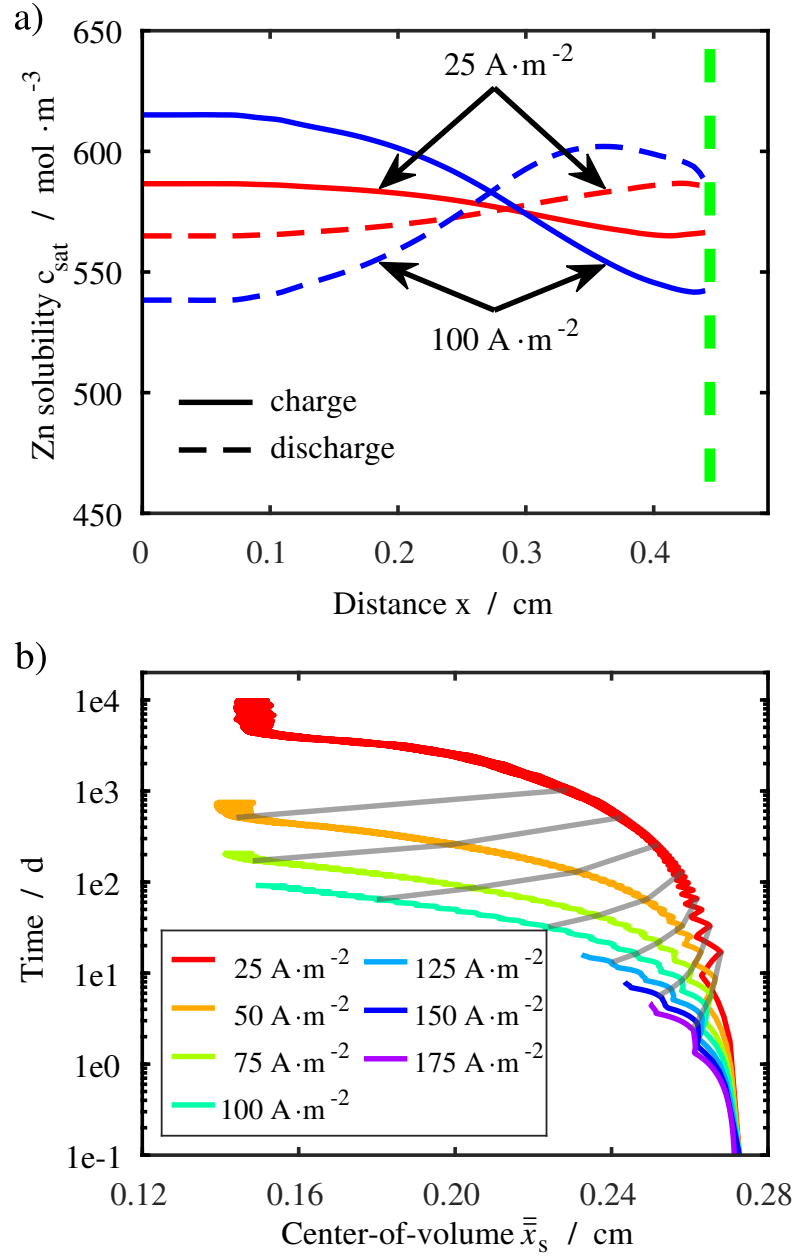 a)
650
600
550
500
450
Zn solubility c_sat / mol·m⁻³
25 A·m⁻²
100 A·m⁻²
charge
discharge
0
0.1
0.2
0.3
0.4
Distance x / cm
b)
1e4
1e3
1e2
1e1
1e0
1e-1
Time / d
25 A·m⁻²
50 A·m⁻²
75 A·m⁻²
100 A·m⁻²
125 A·m⁻²
150 A·m⁻²
175 A·m⁻²
0.12
0.16
0.20
0.24
0.28
Center-of-volume x̿_s / cm